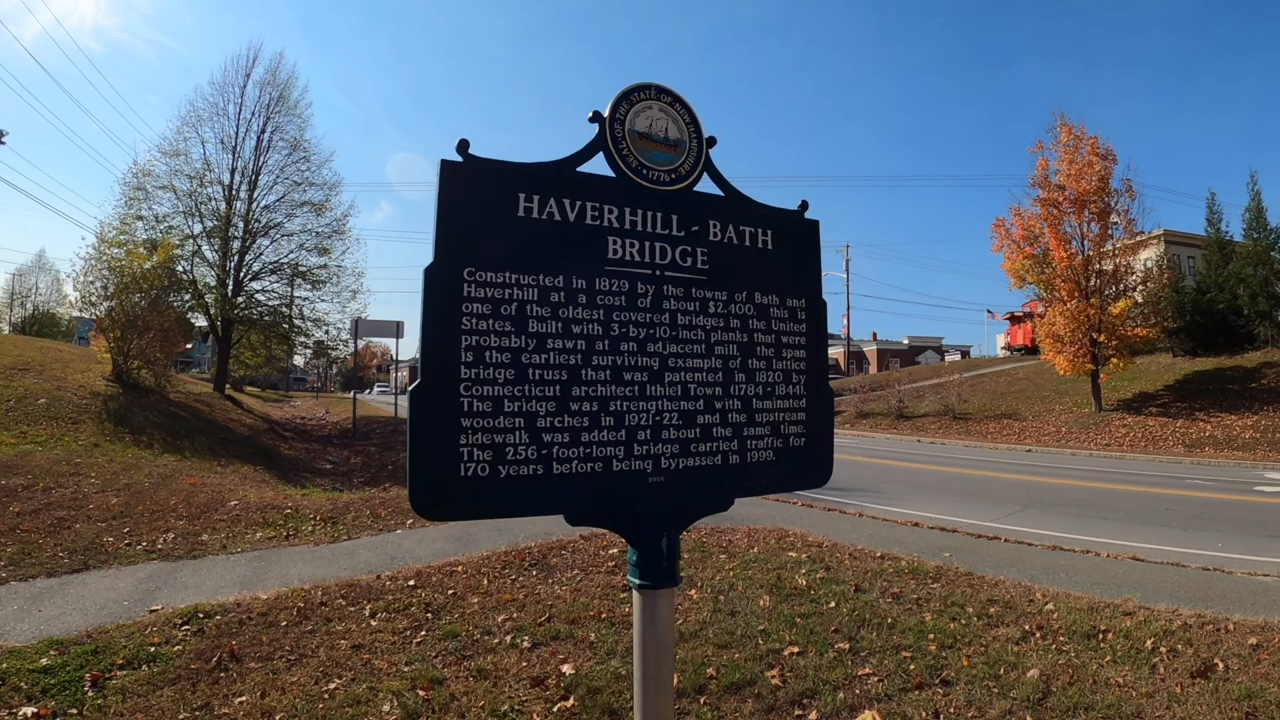 SEAL OF THE STATE OF NEW HAMPSHIRE
1776
HAVERHILL - BATH
BRIDGE
Constructed in 1829 by the towns of Bath and
Haverhill at a cost of about $2,400, this is
one of the oldest covered bridges in the United
States. Built with 3-by-10-inch planks that were
probably sawn at an adjacent mill, the span
is the earliest surviving example of the lattice
bridge truss that was patented in 1820 by
Connecticut architect Ithiel Town (1784-1844).
The bridge was strengthened with laminated
wooden arches in 1921-22, and the upstream
sidewalk was added at about the same time.
The 256-foot-long bridge carried traffic for
170 years before being bypassed in 1999.